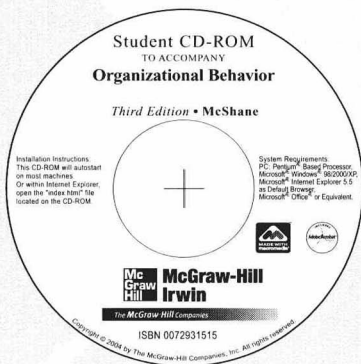 Student CD-ROM
TO ACCOMPANY
Organizational Behavior
Third Edition • McShane
Installation Instructions:
This CD-ROM will autostart
on most machines.
Or within Internet Explorer,
open the "index.html" file
located on the CD-ROM.
System Requirements:
PC: Pentium® Based Processor,
Microsoft® Windows® 98/2000/XP,
Microsoft® Internet Explorer 5.5
as Default Browser,
Microsoft® Office® or Equivalent.
MADE WITH
macromedia®
Mc
Graw
Hill
McGraw-Hill
Irwin
The McGraw-Hill Companies
ISBN 0072931515
Copyright © 2004 by The McGraw-Hill Companies, Inc. All rights reserved.